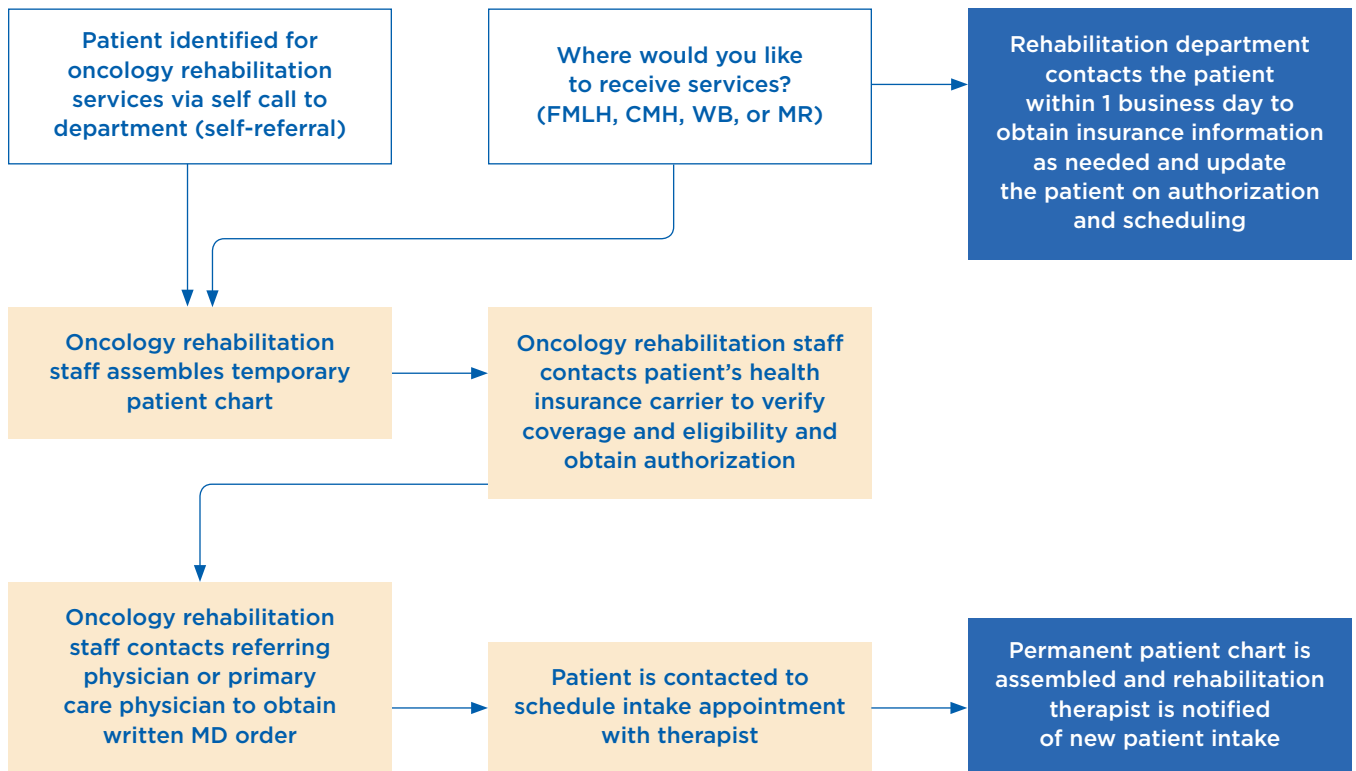 Patient identified for
oncology rehabilitation
services via self call to
department (self-referral)
Where would you like
to receive services?
(FMLH, CMH, WB, or MR)
Rehabilitation department
contacts the patient
within 1 business day to
obtain insurance information
as needed and update
the patient on authorization
and scheduling
Oncology rehabilitation
staff assembles temporary
patient chart
Oncology rehabilitation staff
contacts patient’s health
insurance carrier to verify
coverage and eligibility and
obtain authorization
Oncology rehabilitation
staff contacts referring
physician or primary
care physician to obtain
written MD order
Patient is contacted to
schedule intake appointment
with therapist
Permanent patient chart is
assembled and rehabilitation
therapist is notified
of new patient intake